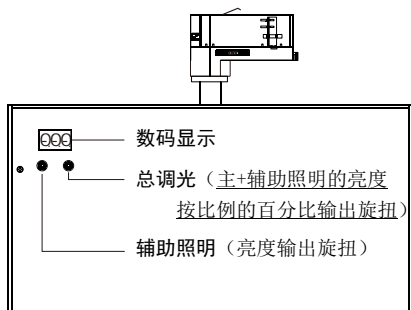 数码显示
总调光（主+辅助照明的亮度
按比例的百分比输出旋扭）
辅助照明（亮度输出旋扭）